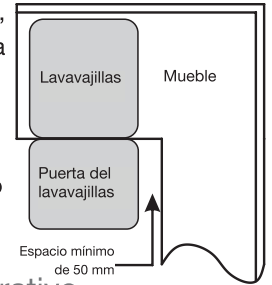 Lavavajillas
Mueble
Puerta del
lavavajillas
Espacio mínimo
de 50 mm